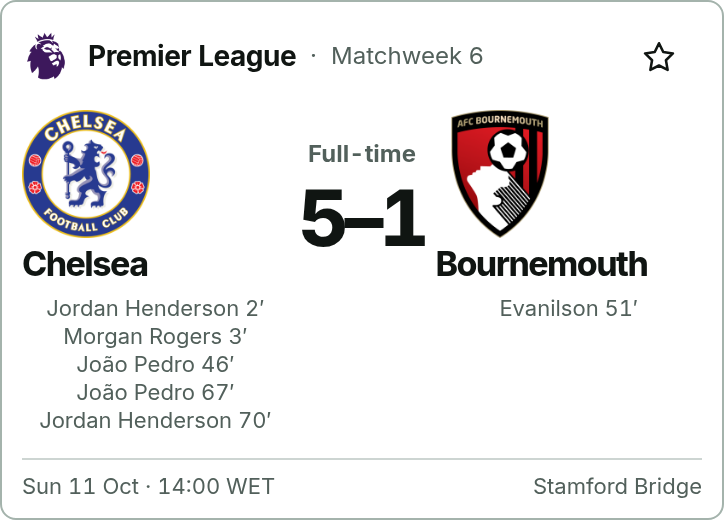 Premier League · Matchweek 6
CHELSEA
FOOTBALL CLUB
AFC BOURNEMOUTH
Full-time
5–1
Chelsea
Bournemouth
Jordan Henderson 2′
Morgan Rogers 3′
João Pedro 46′
João Pedro 67′
Jordan Henderson 70′
Evanilson 51′
Sun 11 Oct · 14:00 WET
Stamford Bridge